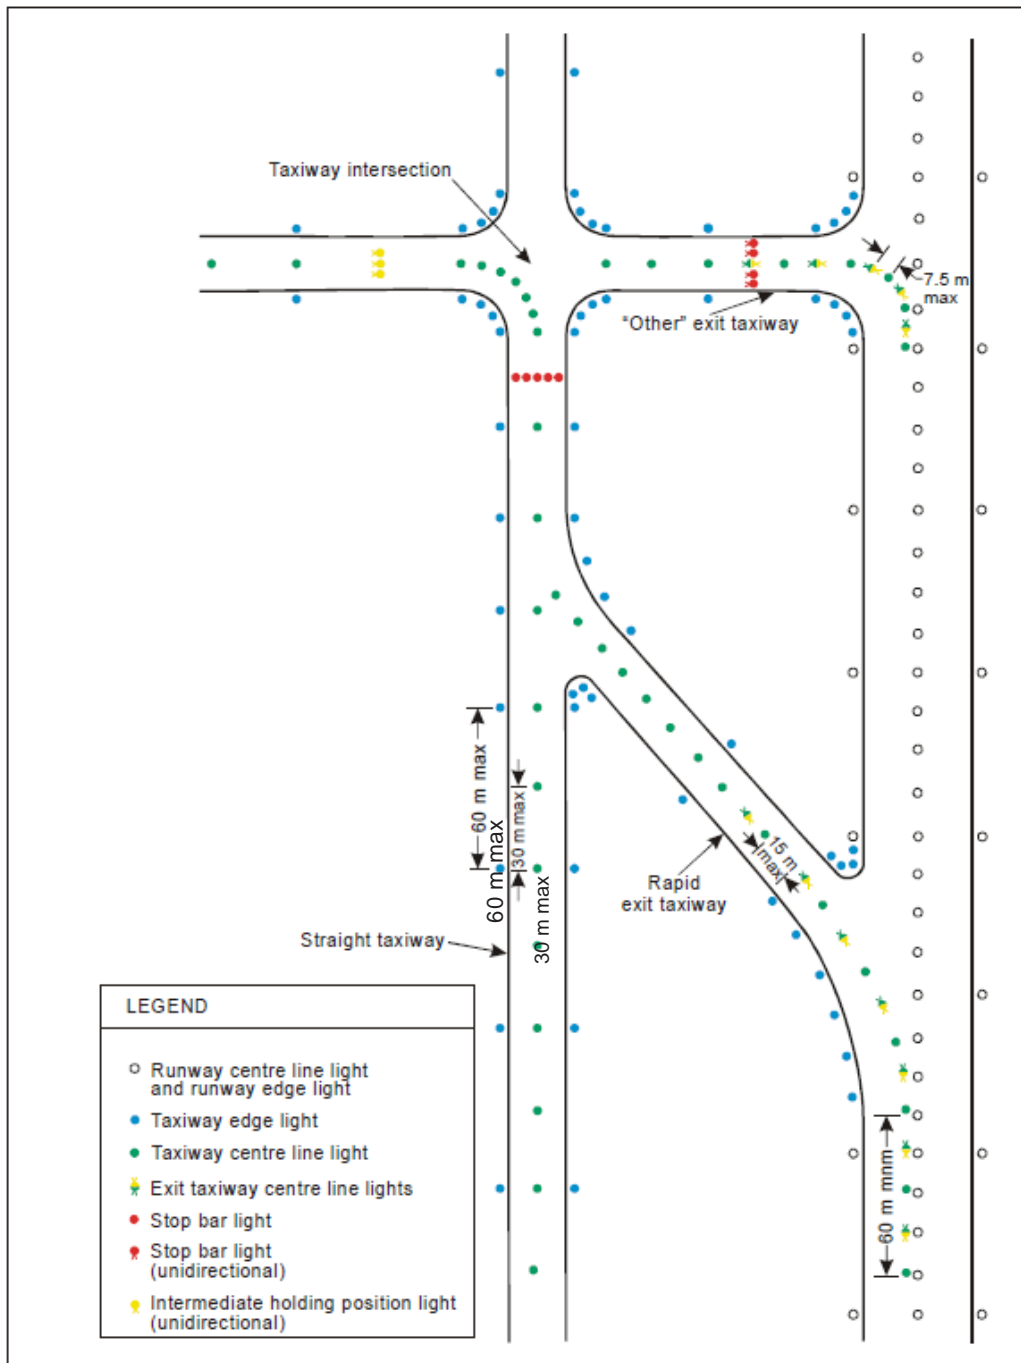 Taxiway intersection
7.5 m
max
"Other" exit taxiway
60 m max
30 m max
60 m max
30 m max
15 m
max
Rapid
exit taxiway
Straight taxiway
60 m mnm
LEGEND
Runway centre line light
and runway edge light
Taxiway edge light
Taxiway centre line light
Exit taxiway centre line lights
Stop bar light
Stop bar light
(unidirectional)
Intermediate holding position light
(unidirectional)